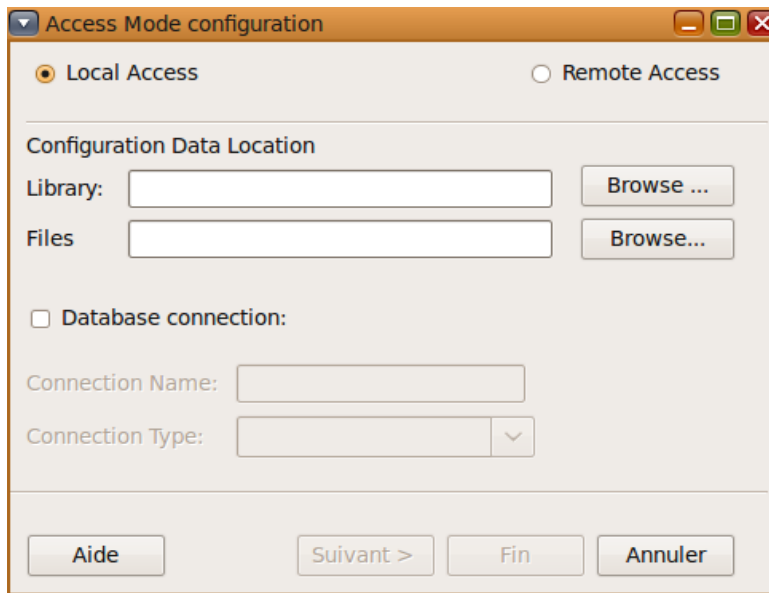 Access Mode configuration
Local Access Remote Access
Configuration Data Location
Library: Browse ...
Files Browse...
Database connection:
Connection Name:
Connection Type:
Aide Suivant > Fin Annuler